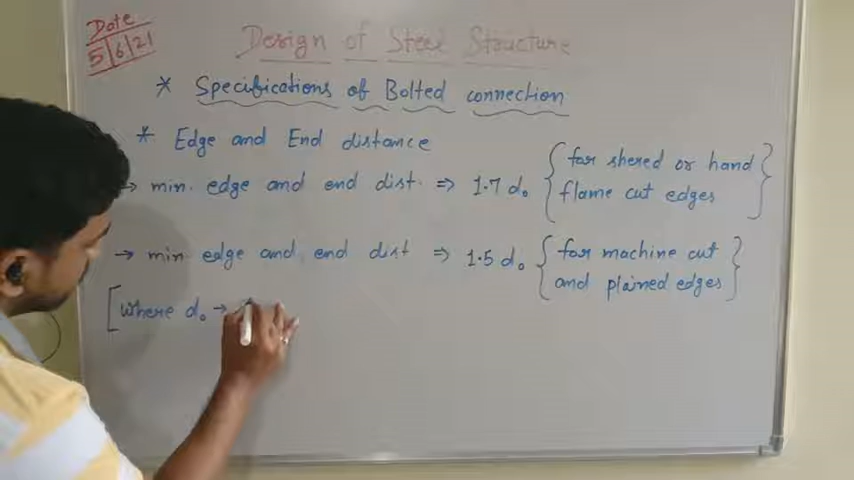 Date
5/6/21
Design of Steel Structure
* Specifications of Bolted connection
* Edge and End distance
→ min. edge and end dist. ⇒ 1.7 d₀ {for shered or hand flame cut edges}
→ min. edge and end dist ⇒ 1.5 d₀ {for machine cut and plained edges}
[where d₀ →